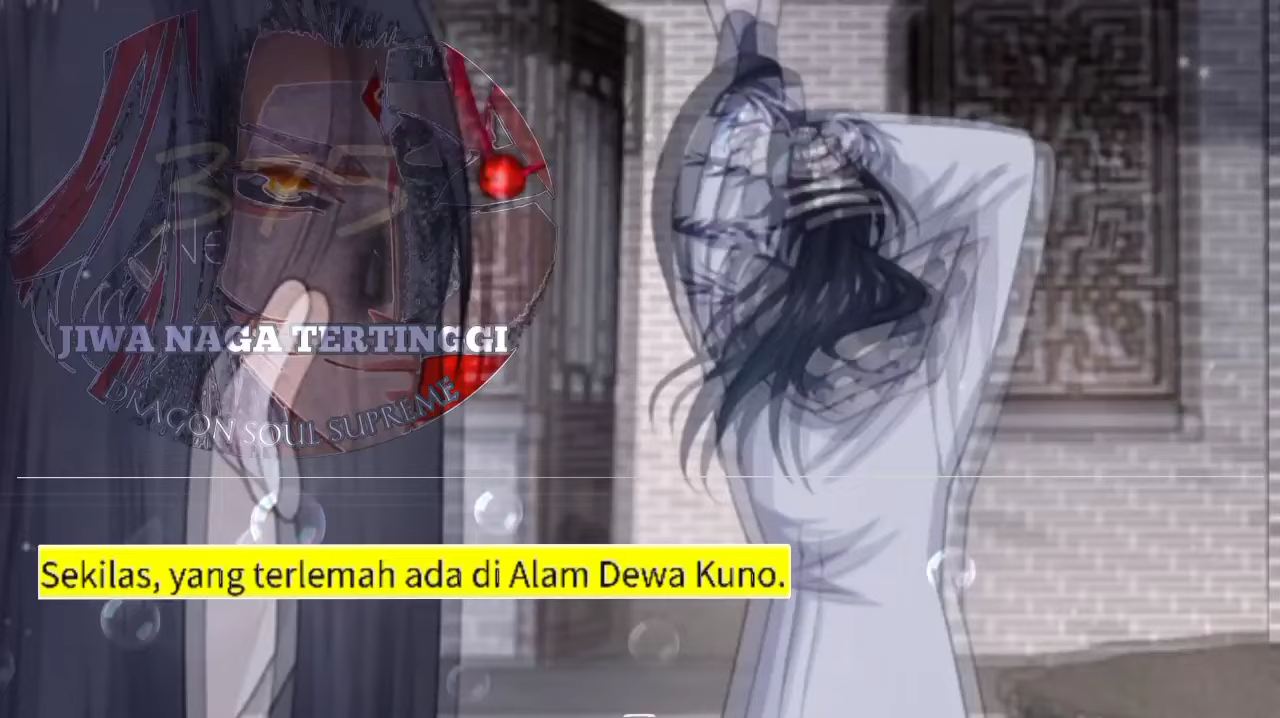 JIWA NAGA TERTINGGI
DRAGON SOUL SUPREME
Sekilas, yang terlemah ada di Alam Dewa Kuno.